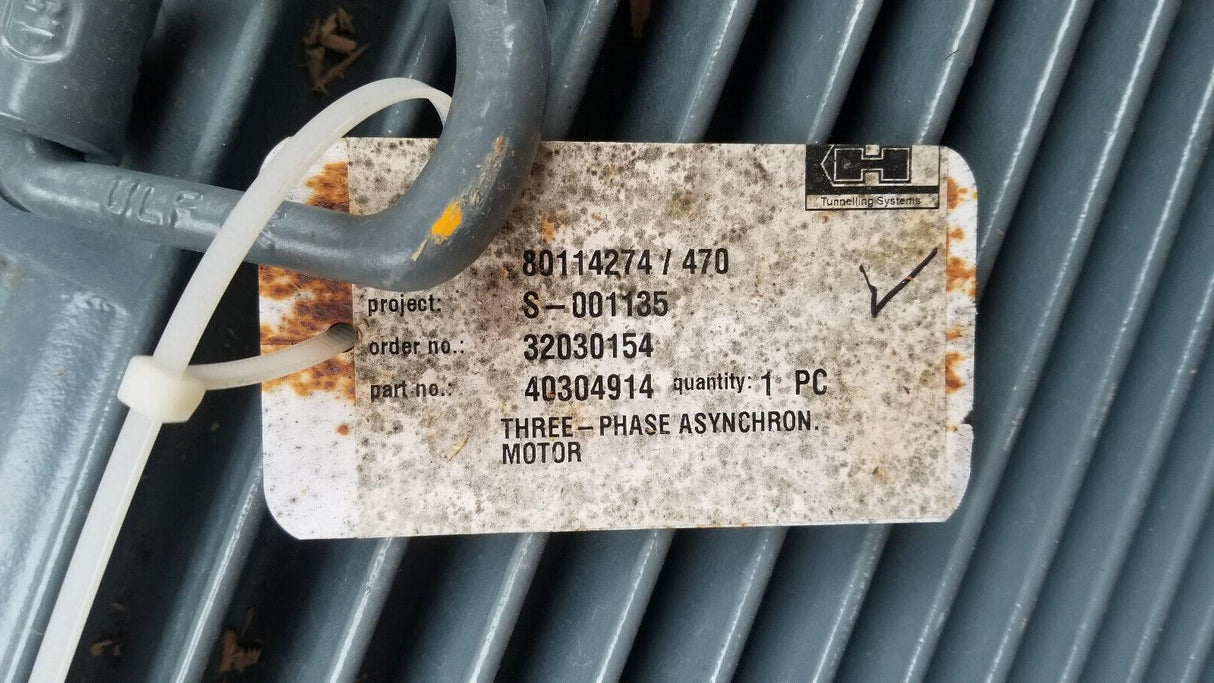 Tunnelling Systems
80114274 / 470
project: S-001135
order no.: 32030154
part no.: 40304914 quantity: 1 PC
THREE-PHASE ASYNCHRON.
MOTOR